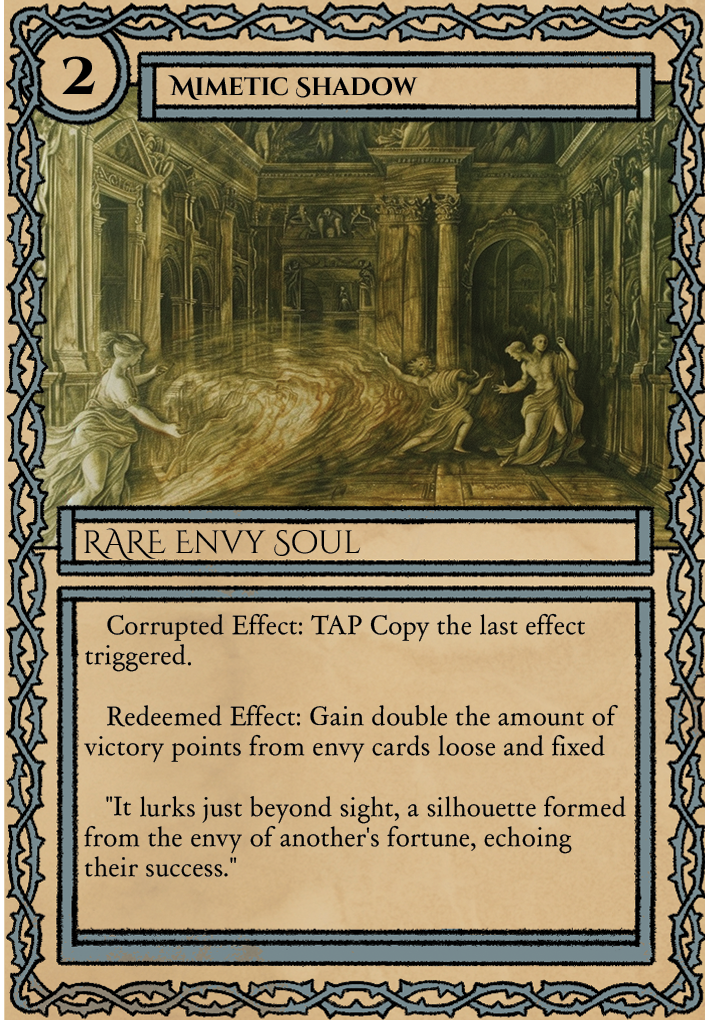 2
Mimetic Shadow
Rare Envy Soul
Corrupted Effect: TAP Copy the last effect
triggered.
Redeemed Effect: Gain double the amount of
victory points from envy cards loose and fixed
"It lurks just beyond sight, a silhouette formed
from the envy of another's fortune, echoing
their success."